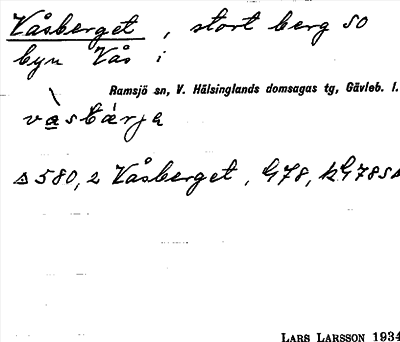 Våsberget, stort berg SO
byn Vås i
Ramsjö sn, V. Hälsinglands domsagas tg, Gävleb. l.
våsbärja
∆580,2 Våsberget, G78,
LARS LARSSON 1934